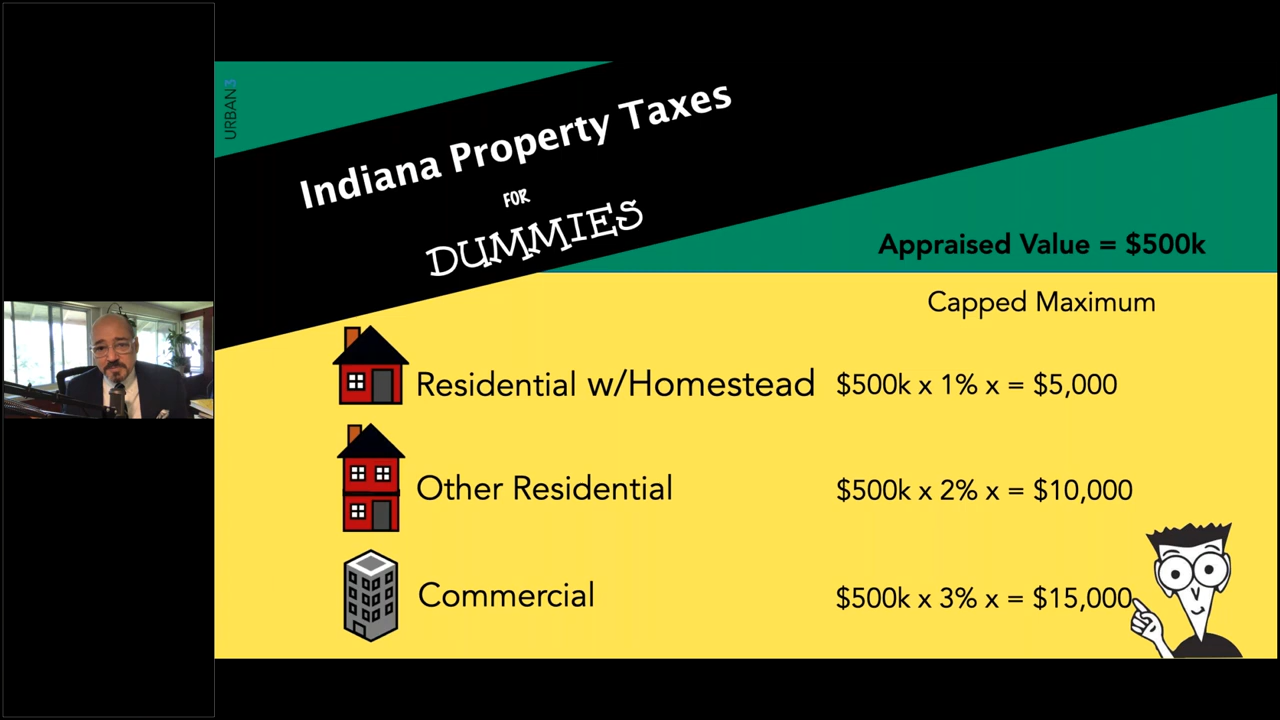 URBAN3
Indiana Property Taxes
FOR
DUMMIES
Appraised Value = $500k
Capped Maximum
Residential w/Homestead $500k x 1% x = $5,000
Other Residential $500k x 2% x = $10,000
Commercial $500k x 3% x = $15,000